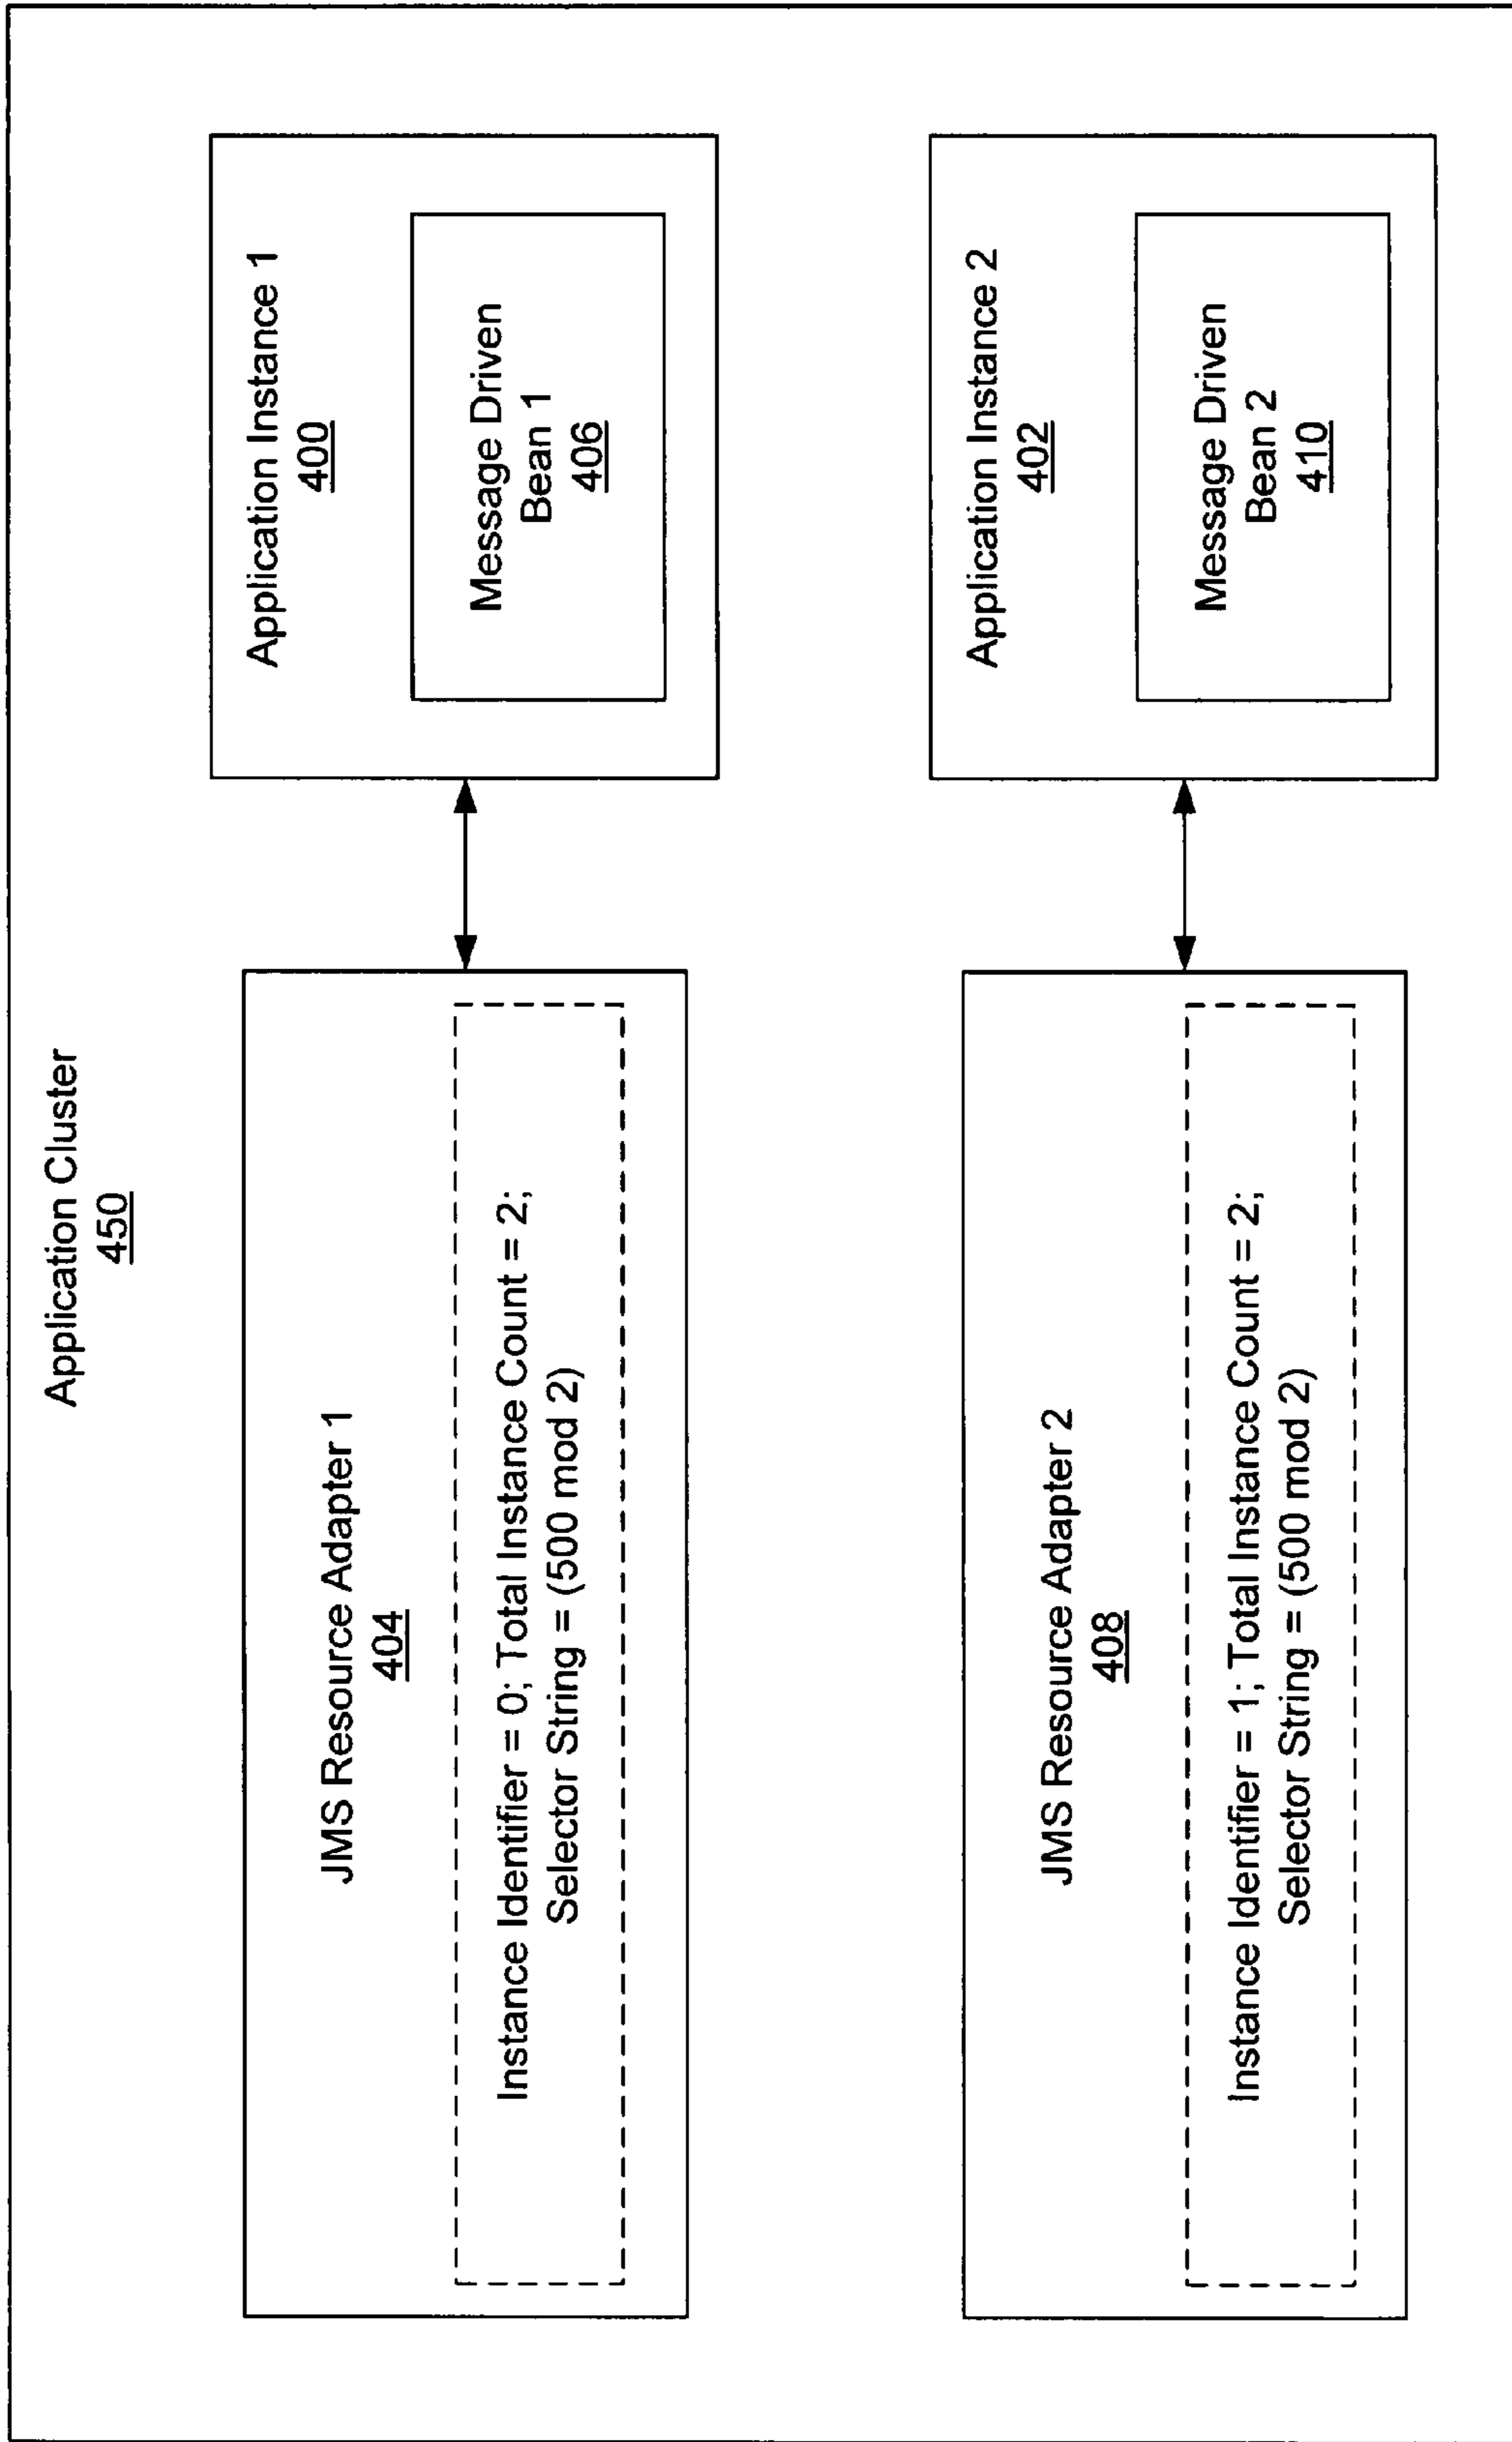 Application Cluster
450
JMS Resource Adapter 1
404
Instance Identifier = 0; Total Instance Count = 2;
Selector String = (500 mod 2)
Application Instance 1
400
Message Driven
Bean 1
406
JMS Resource Adapter 2
408
Instance Identifier = 1; Total Instance Count = 2;
Selector String = (500 mod 2)
Application Instance 2
402
Message Driven
Bean 2
410